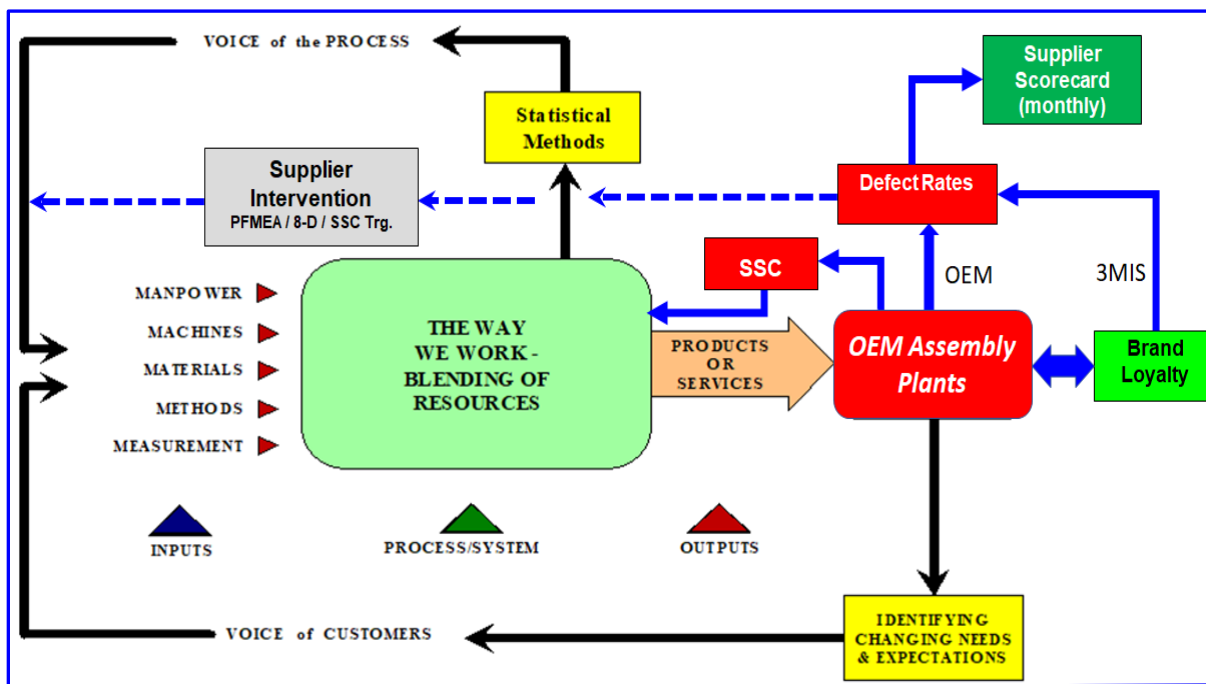 VOICE of the PROCESS
Supplier
Scorecard
(monthly)
Statistical
Methods
Supplier
Intervention
PFMEA / 8-D / SSC Trg.
Defect Rates
SSC
OEM
3MIS
MANPOWER
MACHINES
MATERIALS
METHODS
MEASUREMENT
THE WAY
WE WORK -
BLENDING OF
RESOURCES
PRODUCTS
OR
SERVICES
OEM Assembly
Plants
Brand
Loyalty
INPUTS
PROCESS/SYSTEM
OUTPUTS
VOICE of CUSTOMERS
IDENTIFYING
CHANGING NEEDS
& EXPECTATIONS